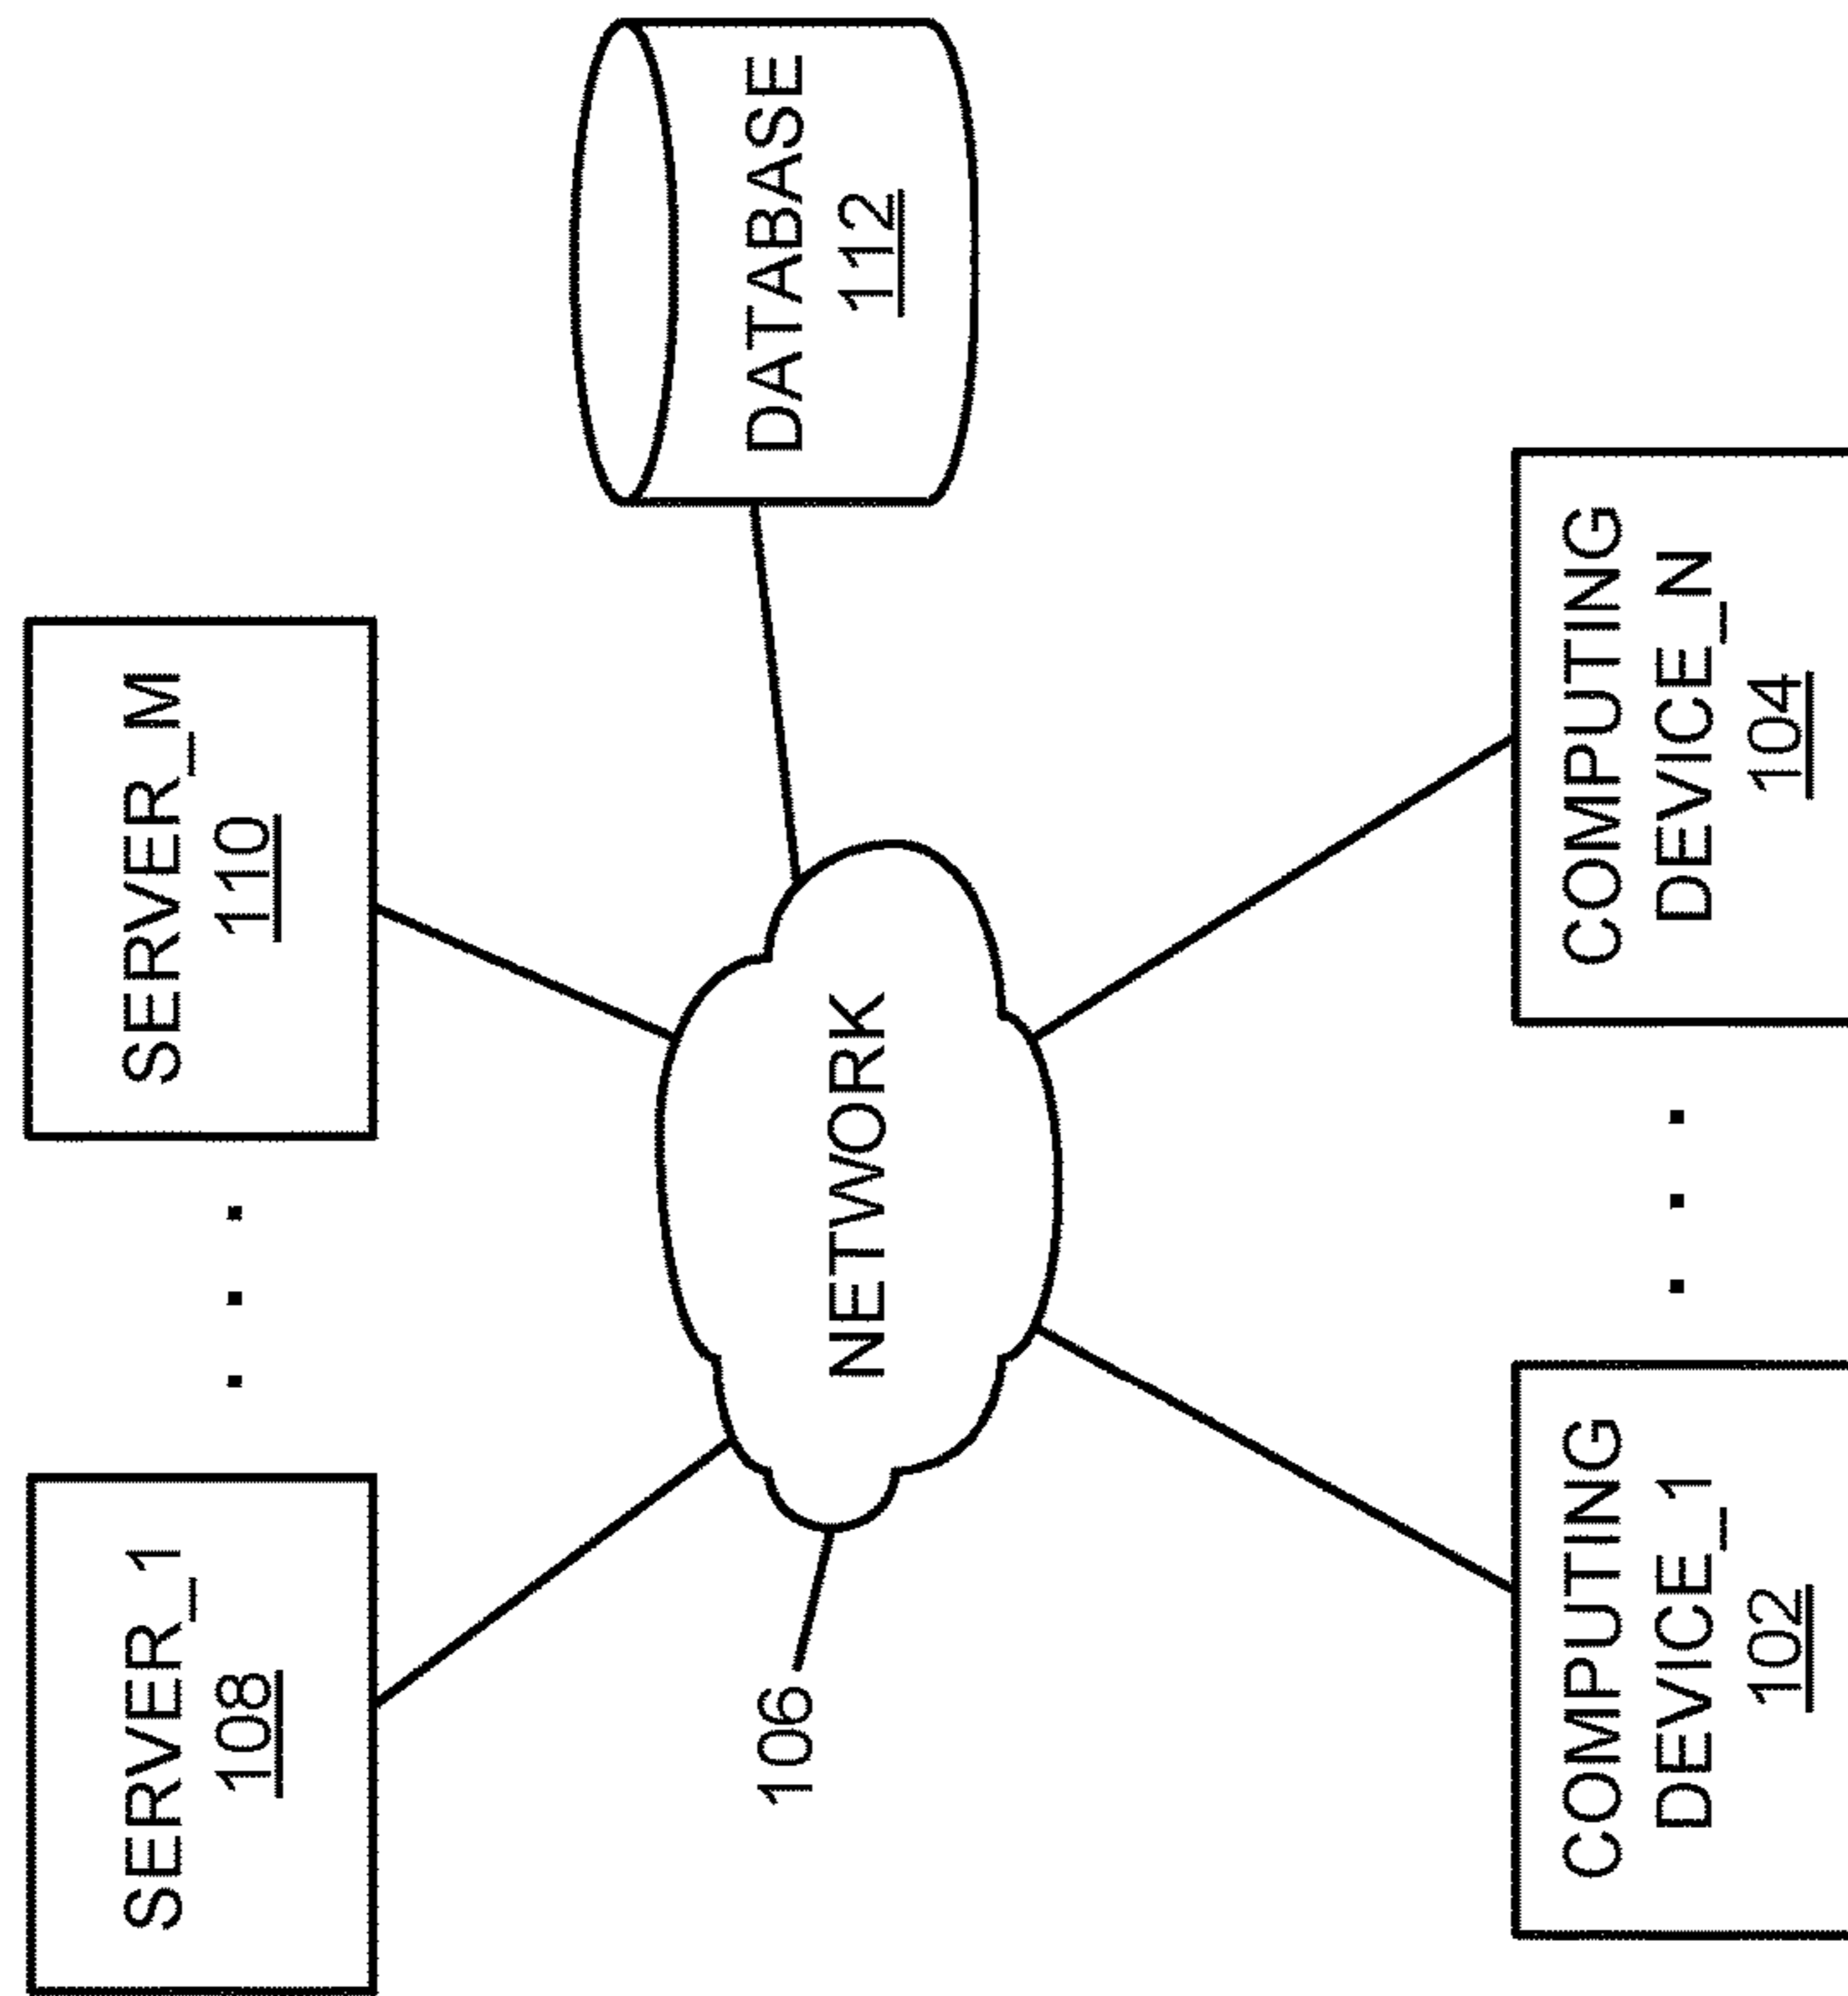 SERVER_1
108
SERVER_M
110
DATABASE
112
NETWORK
106
COMPUTING
DEVICE_1
102
COMPUTING
DEVICE_N
104